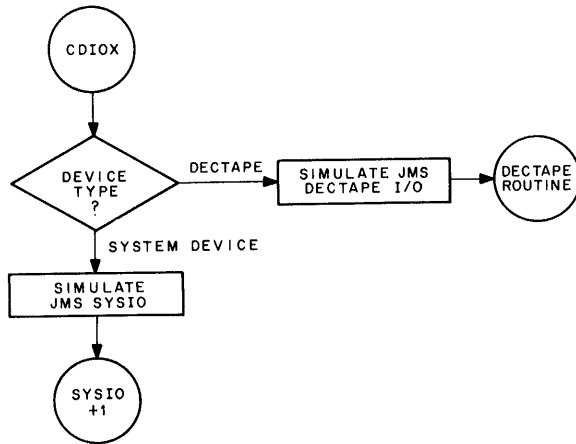 CDIOX
DEVICE
TYPE
?
DECTAPE
SIMULATE JMS
DECTAPE I/O
DECTAPE
ROUTINE
SYSTEM DEVICE
SIMULATE
JMS SYSIO
SYSIO
+1